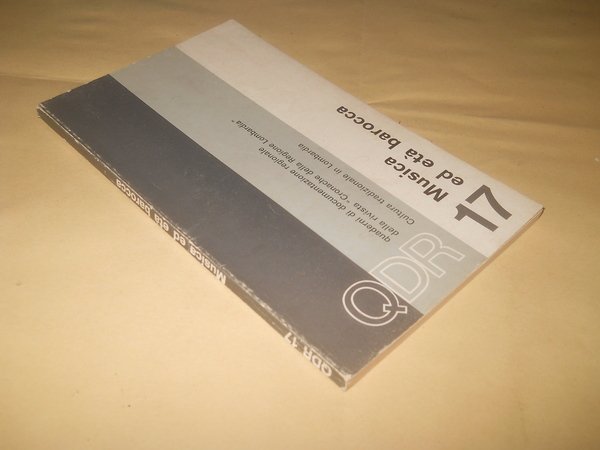 QDR 17
Musica
ed età barocca
quaderni di documentazione regionale
della rivista "Cronache della Regione Lombardia"
Cultura tradizionale in Lombardia
QDR 17 Musica ed età barocca